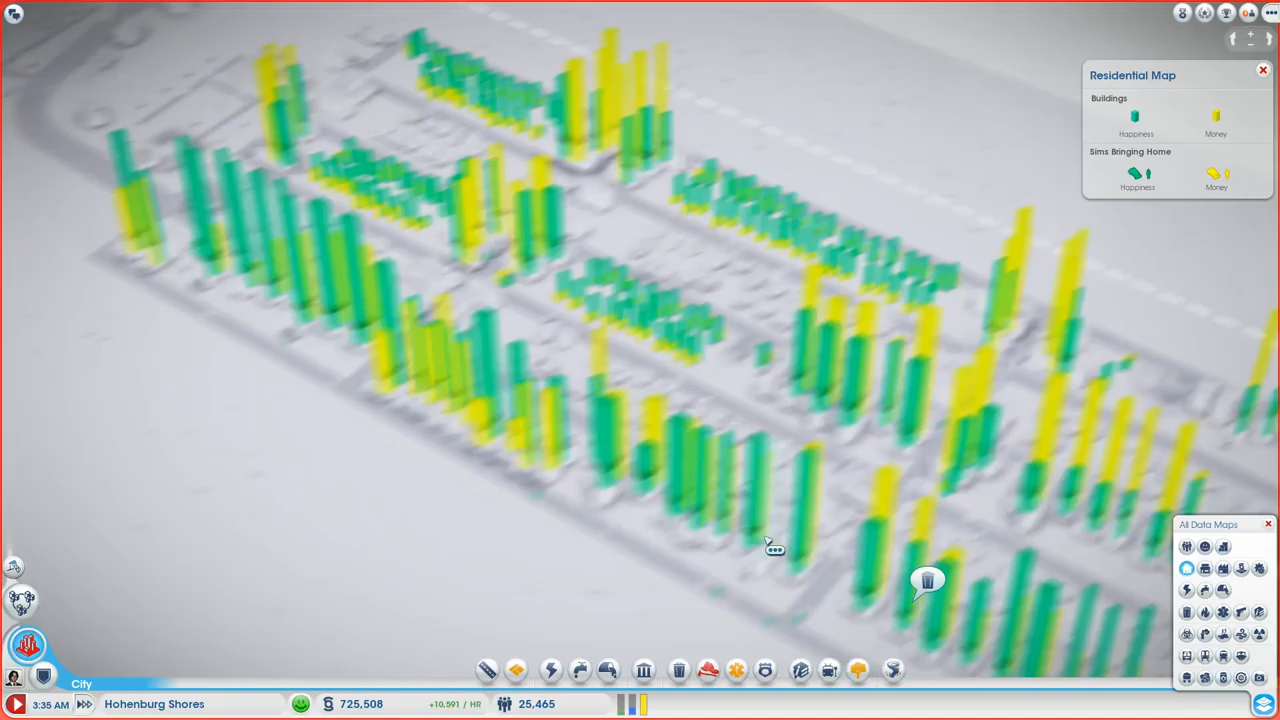 Residential Map
Buildings
Happiness
Money
Sims Bringing Home
Happiness
Money
All Data Maps
City
3:35 AM
Hohenburg Shores
725,508
+10,591 / HR
25,465